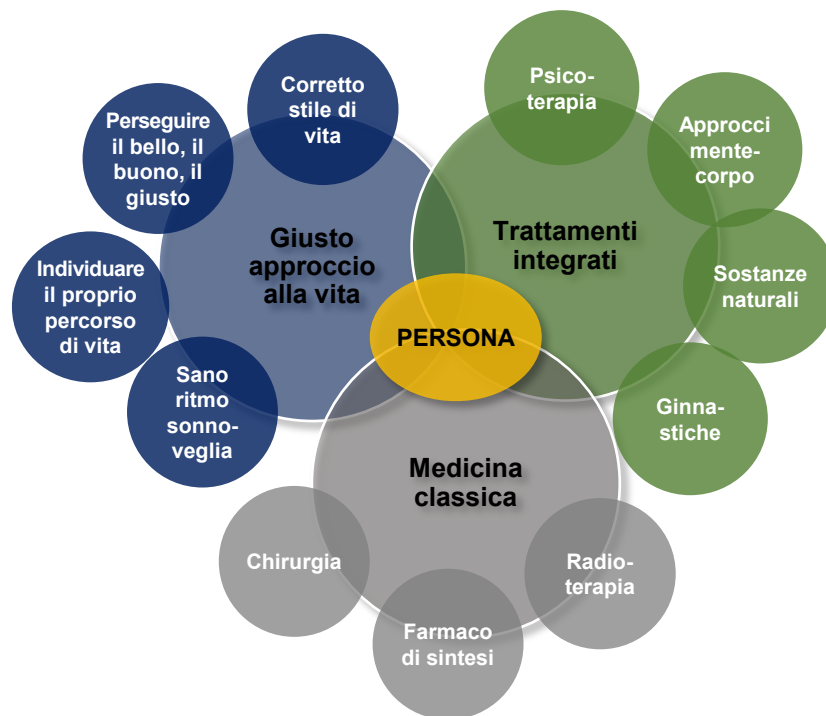 Corretto
stile di
vita
Perseguire
il bello, il
buono, il
giusto
Individuare
il proprio
percorso
di vita
Sano
ritmo
sonno-
veglia
Giusto
approccio
alla vita
Psico-
terapia
Approcci
mente-
corpo
Sostanze
naturali
Ginna-
stiche
Trattamenti
integrati
PERSONA
Medicina
classica
Chirurgia
Farmaco
di sintesi
Radio-
terapia